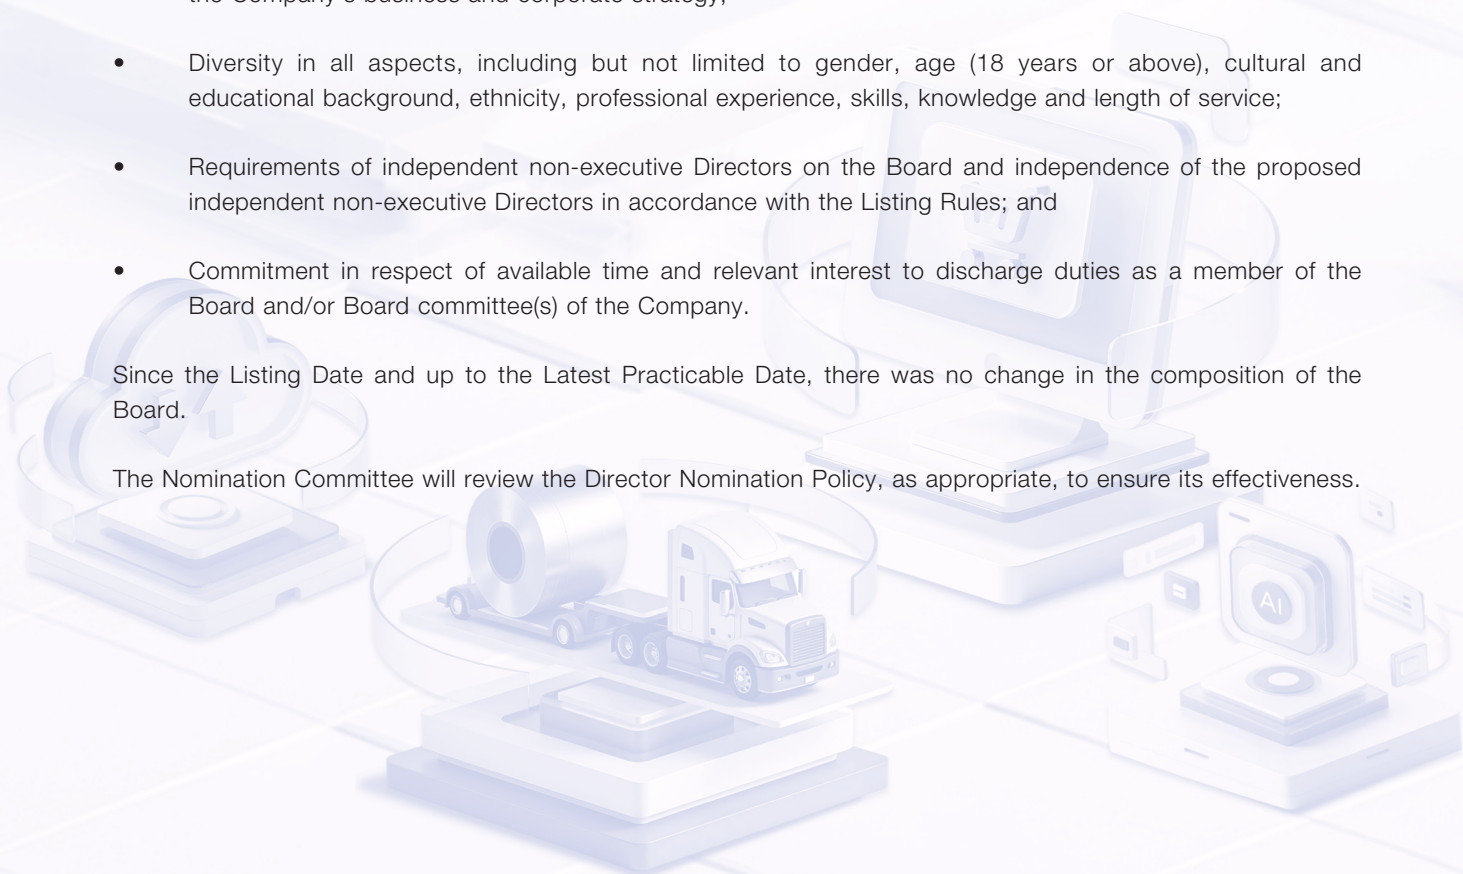 the Company's business and corporate strategy;
• Diversity in all aspects, including but not limited to gender, age (18 years or above), cultural and
educational background, ethnicity, professional experience, skills, knowledge and length of service;
• Requirements of independent non-executive Directors on the Board and independence of the proposed
independent non-executive Directors in accordance with the Listing Rules; and
• Commitment in respect of available time and relevant interest to discharge duties as a member of the
Board and/or Board committee(s) of the Company.
Since the Listing Date and up to the Latest Practicable Date, there was no change in the composition of the
Board.
The Nomination Committee will review the Director Nomination Policy, as appropriate, to ensure its effectiveness.
AI